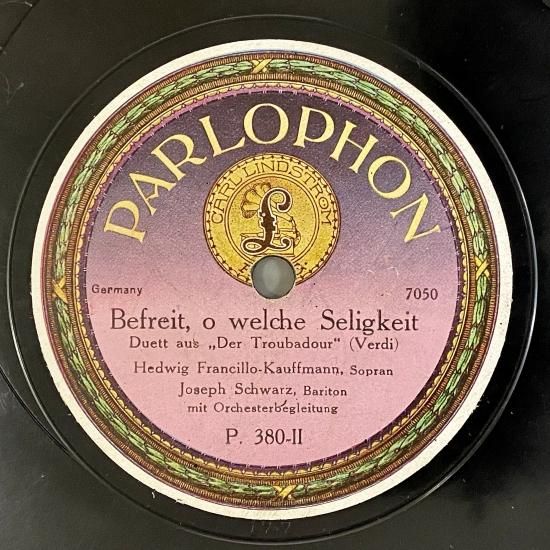 PARLOPHON
CARL LINDSTRÖM
£
Germany
7050
Befreit, o welche Seligkeit
Duett aus „Der Troubadour" (Verdi)
Hedwig Francillo-Kauffmann, Sopran
Joseph Schwarz, Bariton
mit Orchesterbegleitung
P. 380-II